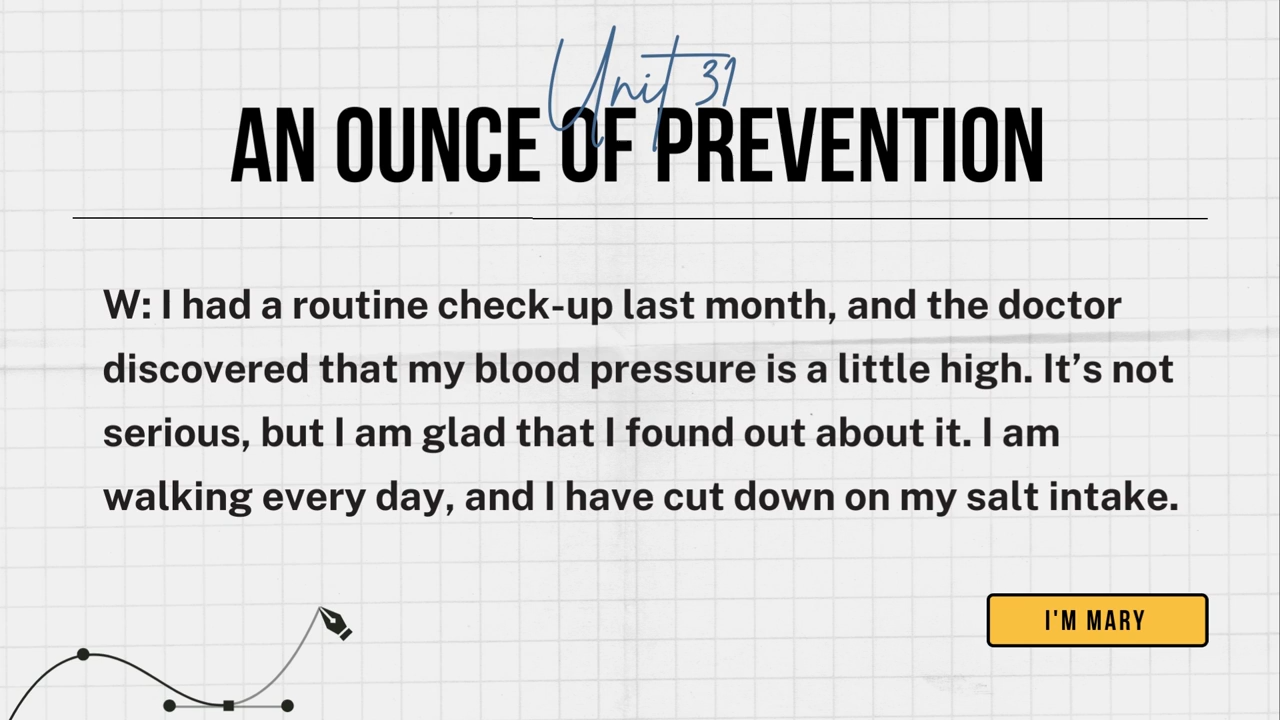 Unit 31
AN OUNCE OF PREVENTION
W: I had a routine check-up last month, and the doctor
discovered that my blood pressure is a little high. It’s not
serious, but I am glad that I found out about it. I am
walking every day, and I have cut down on my salt intake.
I'M MARY